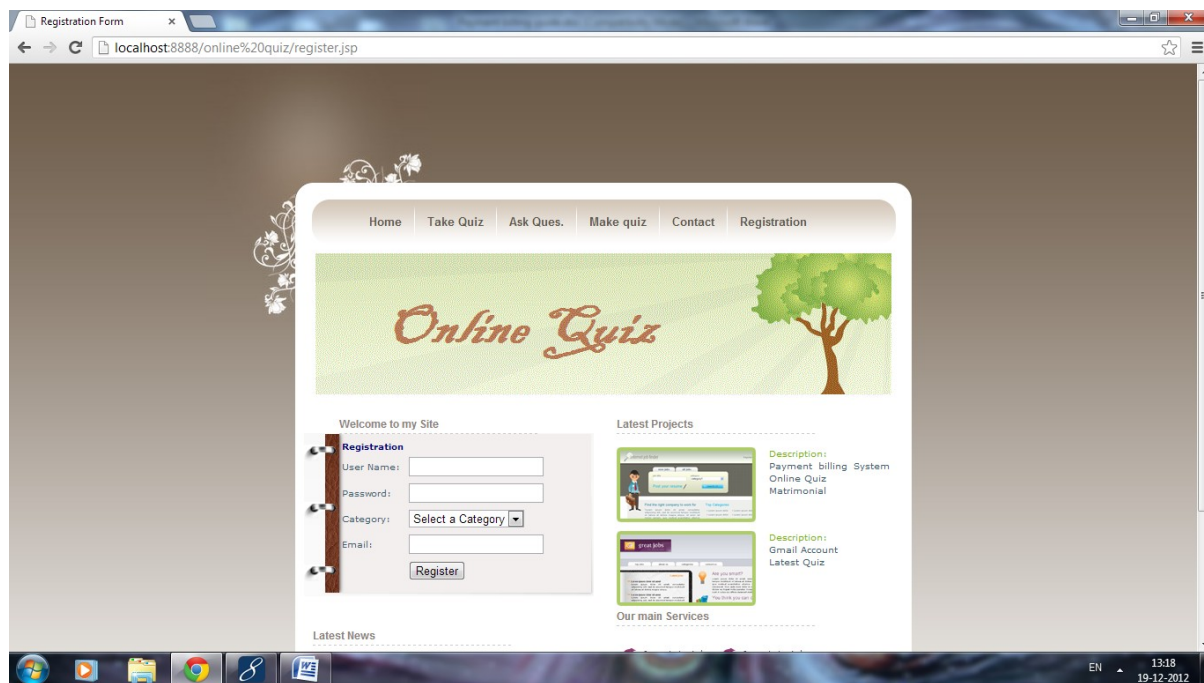 Registration Form
localhost:8888/online%20quiz/register.jsp
Home Take Quiz Ask Ques. Make quiz Contact Registration
Online Quiz
Welcome to my Site
Registration
User Name:
Password:
Category: Select a Category
Email:
Register
Latest News
Latest Projects
Description:
Payment billing System
Online Quiz
Matrimonial
great jobs
Description:
Gmail Account
Latest Quiz
Our main Services
EN
13:18
19-12-2012